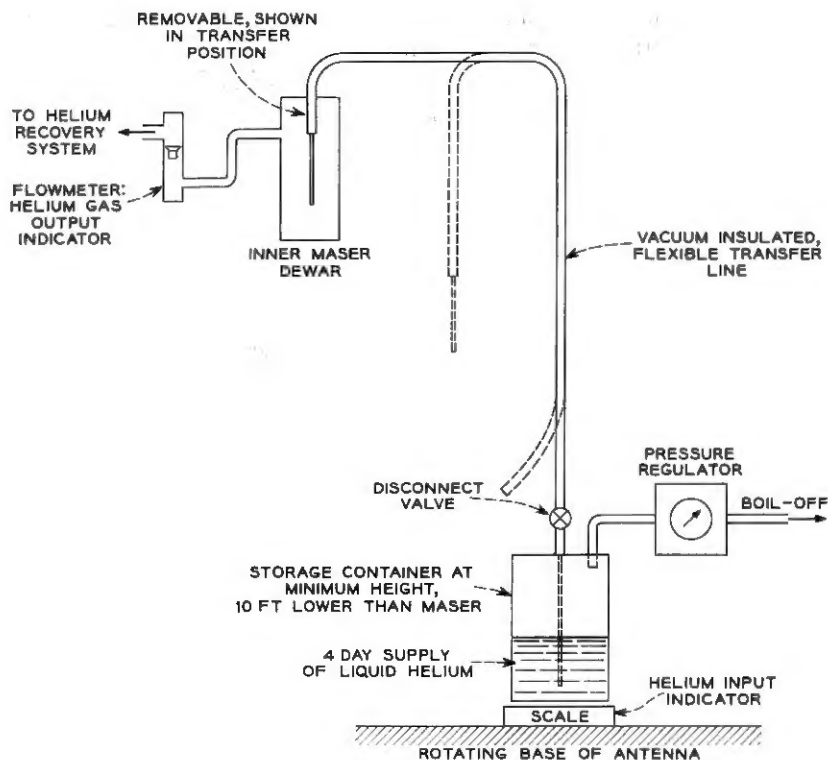 REMOVABLE, SHOWN
IN TRANSFER
POSITION
TO HELIUM
RECOVERY
SYSTEM
FLOWMETER:
HELIUM GAS
OUTPUT
INDICATOR
INNER MASER
DEWAR
VACUUM INSULATED,
FLEXIBLE TRANSFER
LINE
PRESSURE
REGULATOR
DISCONNECT
VALVE
BOIL-OFF
STORAGE CONTAINER AT
MINIMUM HEIGHT,
10 FT LOWER THAN MASER
4 DAY SUPPLY
OF LIQUID HELIUM
HELIUM INPUT
INDICATOR
SCALE
ROTATING BASE OF ANTENNA